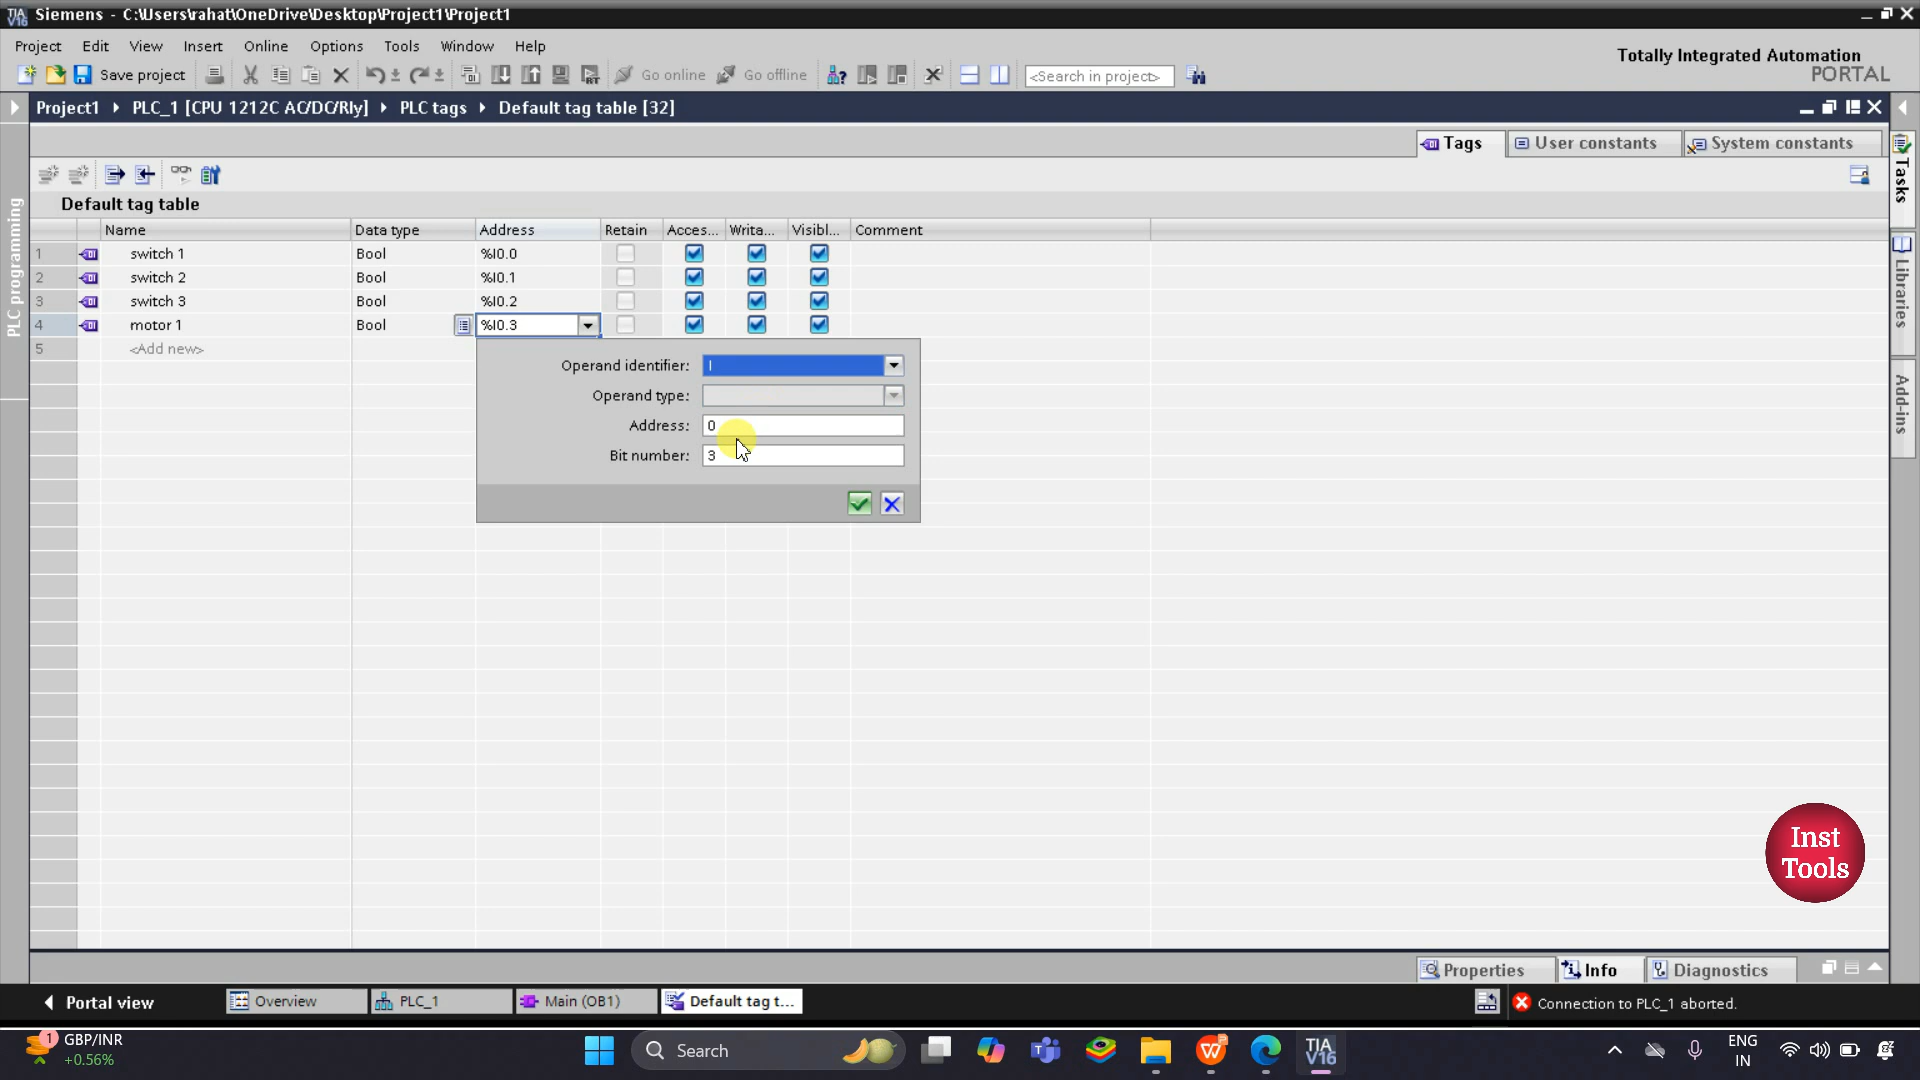 TIA V16 Siemens - C:\Users\rahat\OneDrive\Desktop\Project1\Project1
Project Edit View Insert Online Options Tools Window Help
Totally Integrated Automation
PORTAL
Save project Go online Go offline <Search in project>
Project1 PLC_1 [CPU 1212C AC/DC/Rly] PLC tags Default tag table [32]
Tags User constants System constants
Default tag table
Name Data type Address Retain Acces... Writa... Visibl... Comment
1 switch 1 Bool %I0.0
2 switch 2 Bool %I0.1
3 switch 3 Bool %I0.2
4 motor 1 Bool %I0.3
5 <Add new>
Operand identifier: I
Operand type:
Address: 0
Bit number: 3
PLC programming
Tasks
Libraries
Add-ins
Inst
Tools
Properties Info Diagnostics
Portal view Overview PLC_1 Main (OB1) Default tag t... Connection to PLC_1 aborted.
1 GBP/INR
+0.56%
Search
TIA
V16
ENG
IN